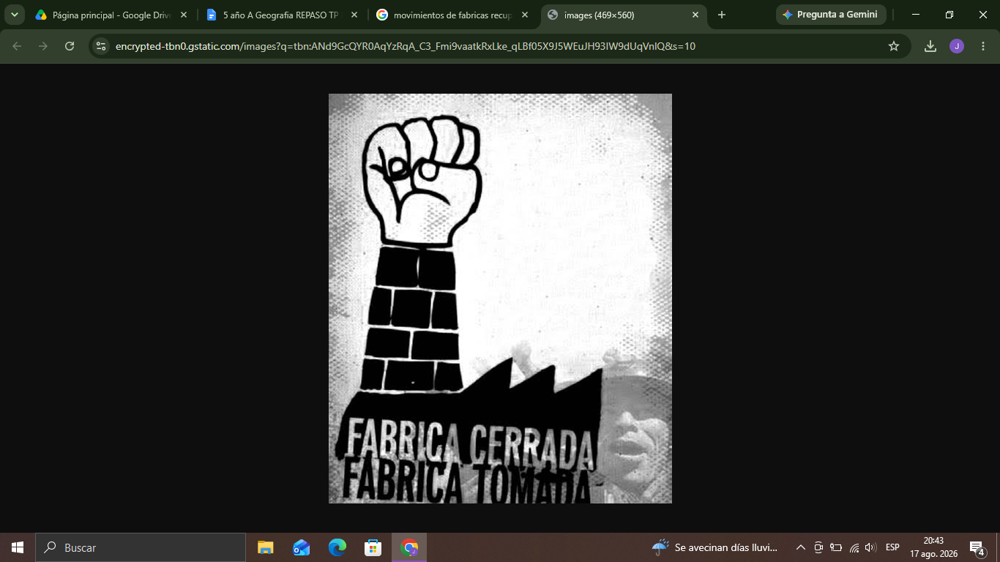 Página principal - Google Drive
5 año A Geografia REPASO TP
movimientos de fabricas recup
images (469×560)
Pregunta a Gemini
encrypted-tbn0.gstatic.com/images?q=tbn:ANd9GcQYR0AqYzRqA_C3_Fmi9vaatkRxLke_qLBf05X9J5WEuJH93IW9dUqVnIQ&s=10
J
FABRICA CERRADA
FABRICA TOMADA
Buscar
Se avecinan días lluvi...
ESP
20:43
17 ago. 2026
4